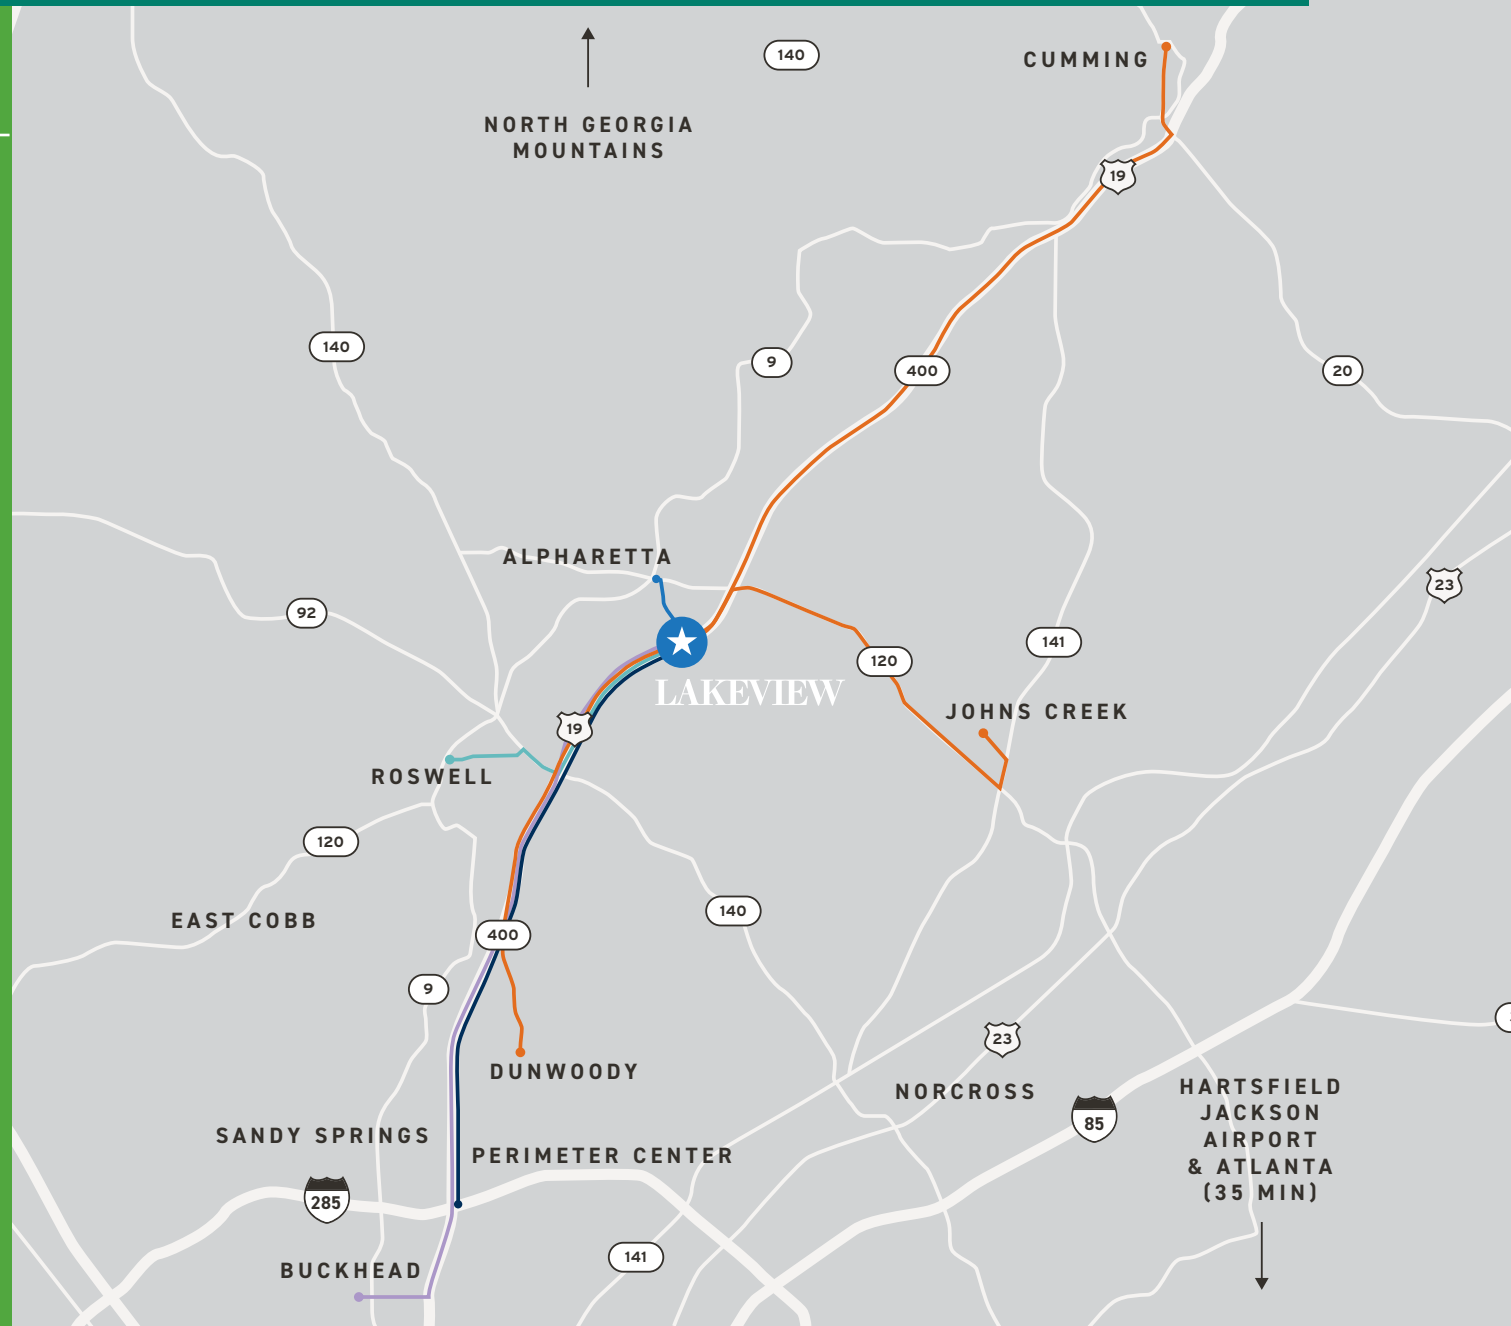 140
CUMMING
NORTH GEORGIA
MOUNTAINS
19
140
9
400
20
ALPHARETTA
23
92
141
120
LAKEVIEW
JOHNS CREEK
19
ROSWELL
120
140
EAST COBB
400
9
23
DUNWOODY
NORCROSS
HARTSFIELD
JACKSON
AIRPORT
& ATLANTA
(35 MIN)
85
SANDY SPRINGS
PERIMETER CENTER
285
141
BUCKHEAD